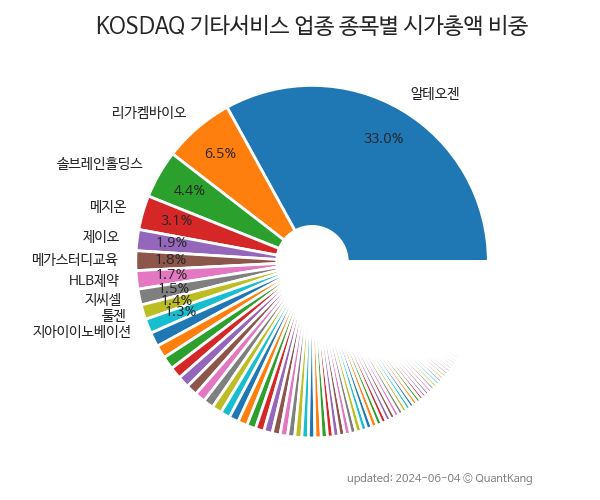 KOSDAQ 기타서비스 업종 종목별 시가총액 비중
알테오젠
33.0%
리가켐바이오
6.5%
솔브레인홀딩스
4.4%
메지온
3.1%
제이오
1.9%
메가스터디교육
1.8%
HLB제약
1.7%
지씨셀
1.5%
툴젠
1.4%
지아이이노베이션
1.3%
updated: 2024-06-04 © QuantKang